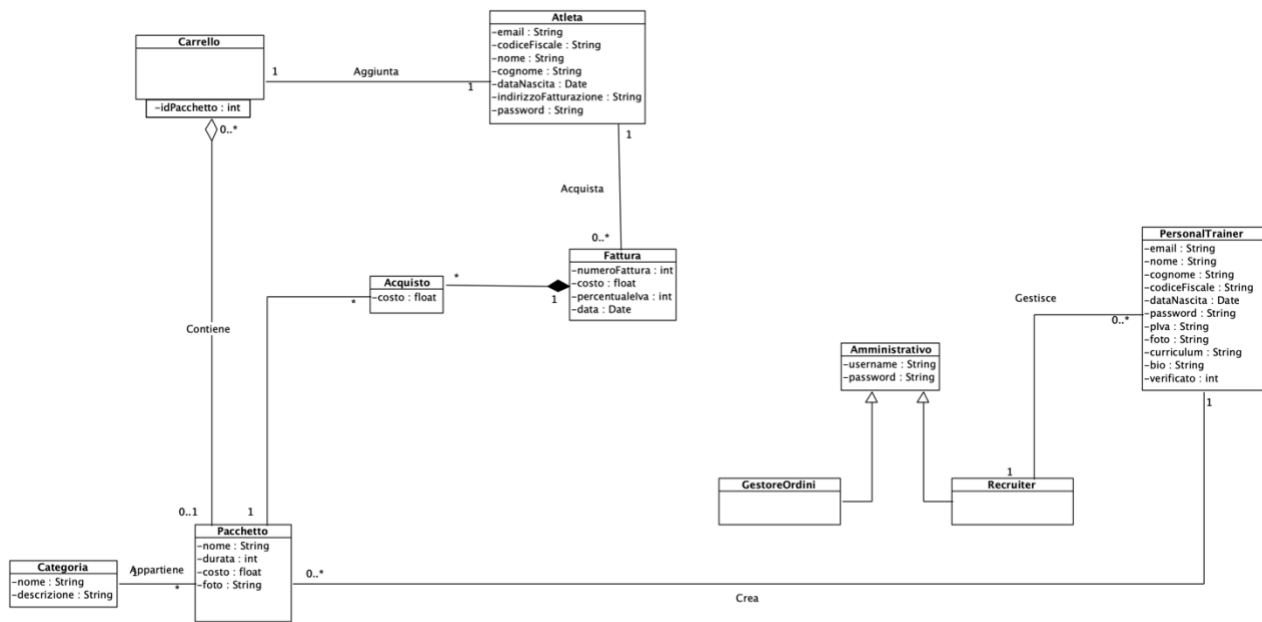 Carrello
-idPacchetto : int
0..*
1
Aggiunta
1
Atleta
-email : String
-codiceFiscale : String
-nome : String
-cognome : String
-dataNascita : Date
-indirizzoFatturazione : String
-password : String
1
Acquista
0..*
Fattura
-numeroFattura : int
-costo : float
-percentualeIva : int
-data : Date
1
*
Acquisto
-costo : float
*
Contiene
0..1
1
Pacchetto
-nome : String
-durata : int
-costo : float
-foto : String
Categoria
-nome : String
-descrizione : String
1
Appartiene
*
0..*
Crea
1
PersonalTrainer
-email : String
-nome : String
-cognome : String
-codiceFiscale : String
-dataNascita : Date
-password : String
-pIva : String
-foto : String
-curriculum : String
-bio : String
-verificato : int
Gestisce
0..*
1
Amministrativo
-username : String
-password : String
GestoreOrdini
Recruiter